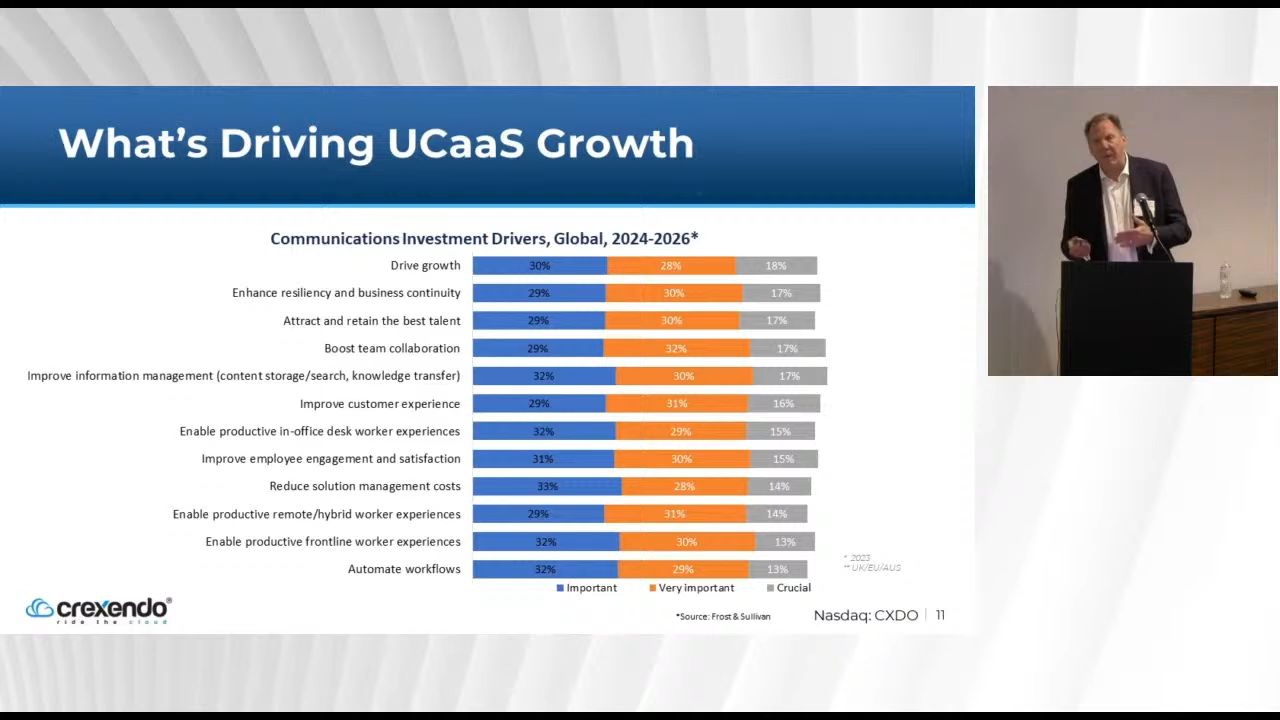 What's Driving UCaaS Growth
Communications Investment Drivers, Global, 2024-2026*
Drive growth 30% 28% 18%
Enhance resiliency and business continuity 29% 30% 17%
Attract and retain the best talent 29% 30% 17%
Boost team collaboration 29% 32% 17%
Improve information management (content storage/search, knowledge transfer) 32% 30% 17%
Improve customer experience 29% 31% 16%
Enable productive in-office desk worker experiences 32% 29% 15%
Improve employee engagement and satisfaction 31% 30% 15%
Reduce solution management costs 33% 28% 14%
Enable productive remote/hybrid worker experiences 29% 31% 14%
Enable productive frontline worker experiences 32% 30% 13%
Automate workflows 32% 29% 13%
* 2023
** UK/EU/AUS
Important Very important Crucial
crexendo®
ride the cloud
*Source: Frost & Sullivan
Nasdaq: CXDO | 11